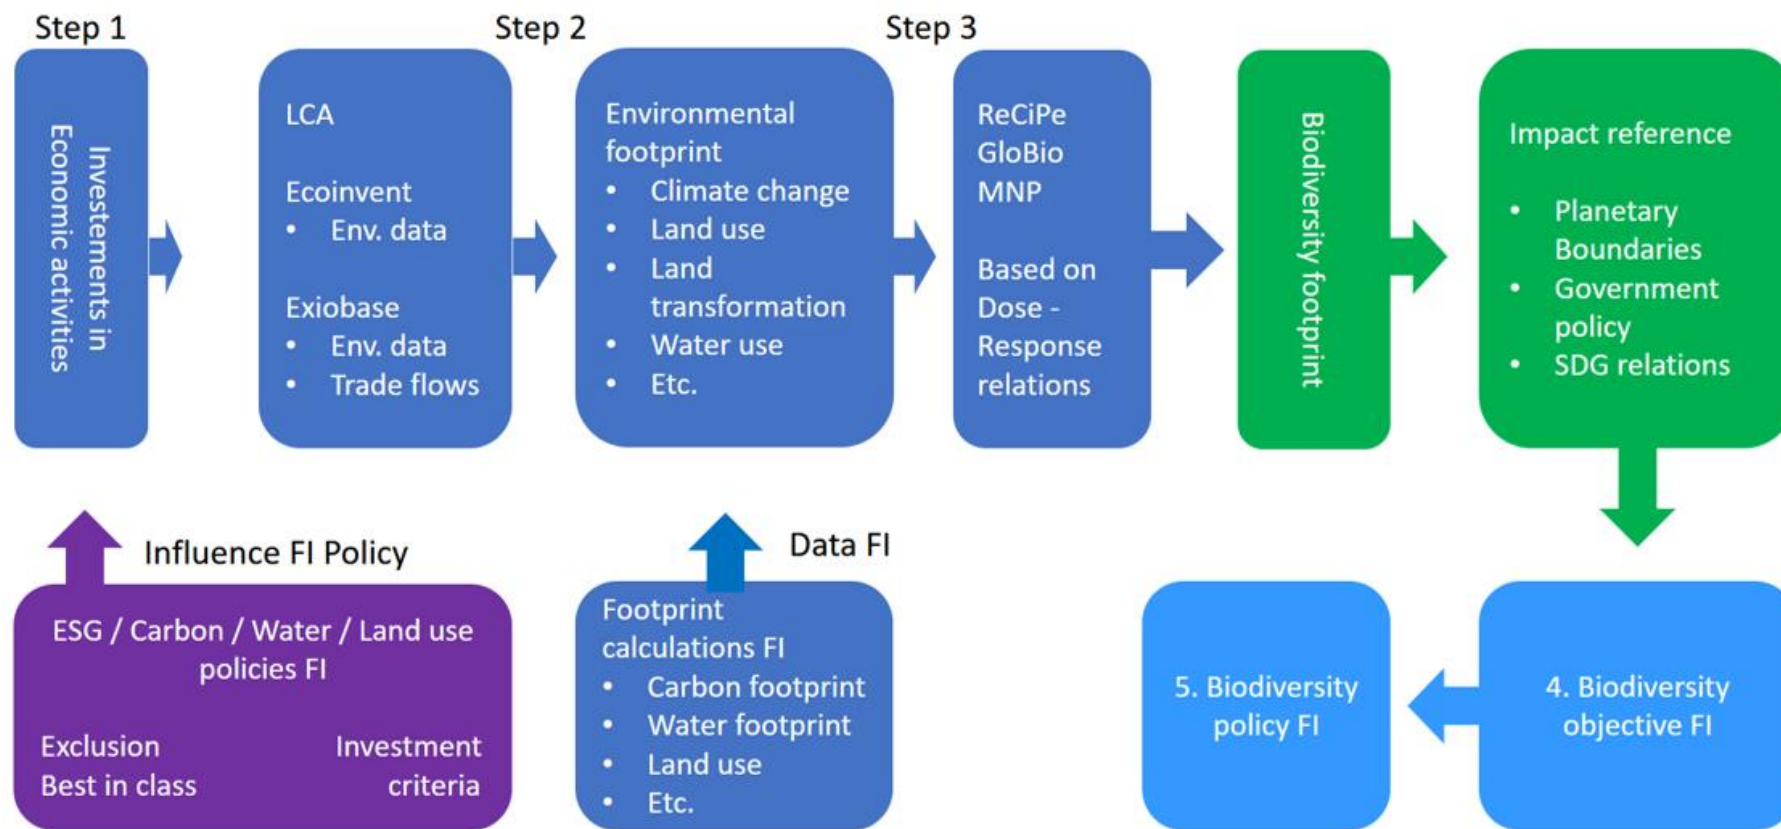 Step 1
Step 2
Step 3
Investements in
Economic activities
LCA
Ecoinvent
• Env. data
Exiobase
• Env. data
• Trade flows
Environmental
footprint
• Climate change
• Land use
• Land
transformation
• Water use
• Etc.
ReCiPe
GloBio
MNP
Based on
Dose -
Response
relations
Biodiversity footprint
Impact reference
• Planetary
Boundaries
• Government
policy
• SDG relations
Influence FI Policy
ESG / Carbon / Water / Land use
policies FI
Exclusion
Best in class
Investment
criteria
Data FI
Footprint
calculations FI
• Carbon footprint
• Water footprint
• Land use
• Etc.
5. Biodiversity
policy FI
4. Biodiversity
objective FI